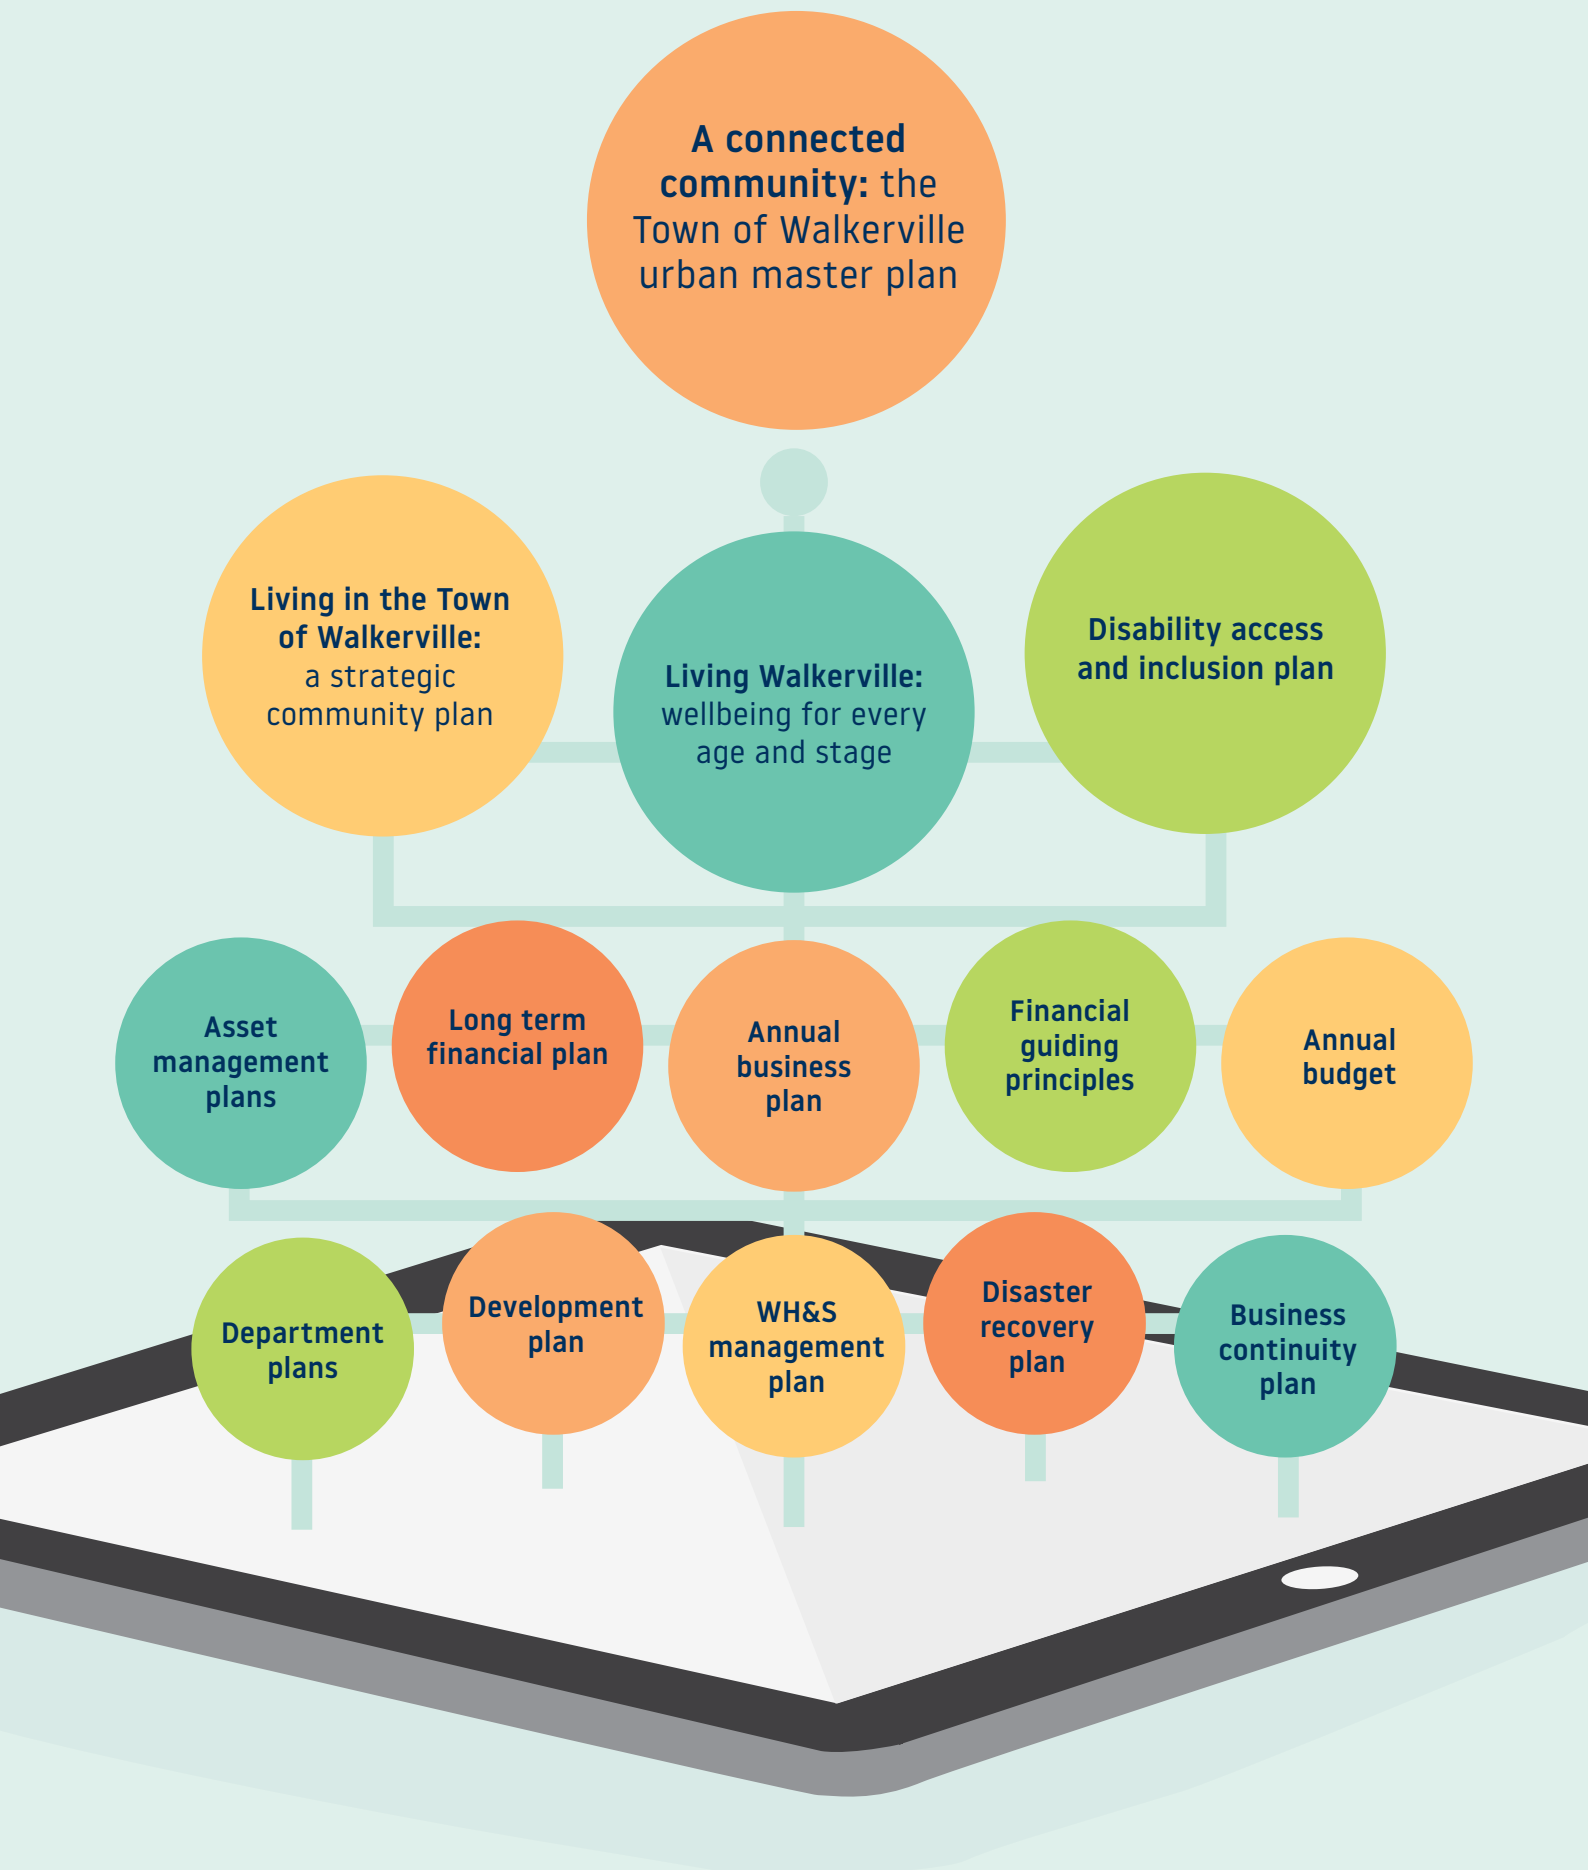 A connected
community: the
Town of Walkerville
urban master plan
Living in the Town
of Walkerville:
a strategic
community plan
Living Walkerville:
wellbeing for every
age and stage
Disability access
and inclusion plan
Asset
management
plans
Long term
financial plan
Annual
business
plan
Financial
guiding
principles
Annual
budget
Department
plans
Development
plan
WH&S
management
plan
Disaster
recovery
plan
Business
continuity
plan